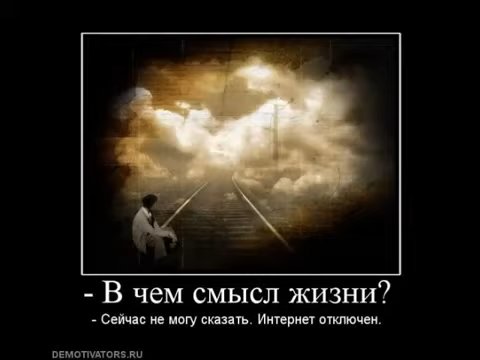 - В чем смысл жизни?
- Сейчас не могу сказать. Интернет отключен.
DEMOTIVATORS.RU